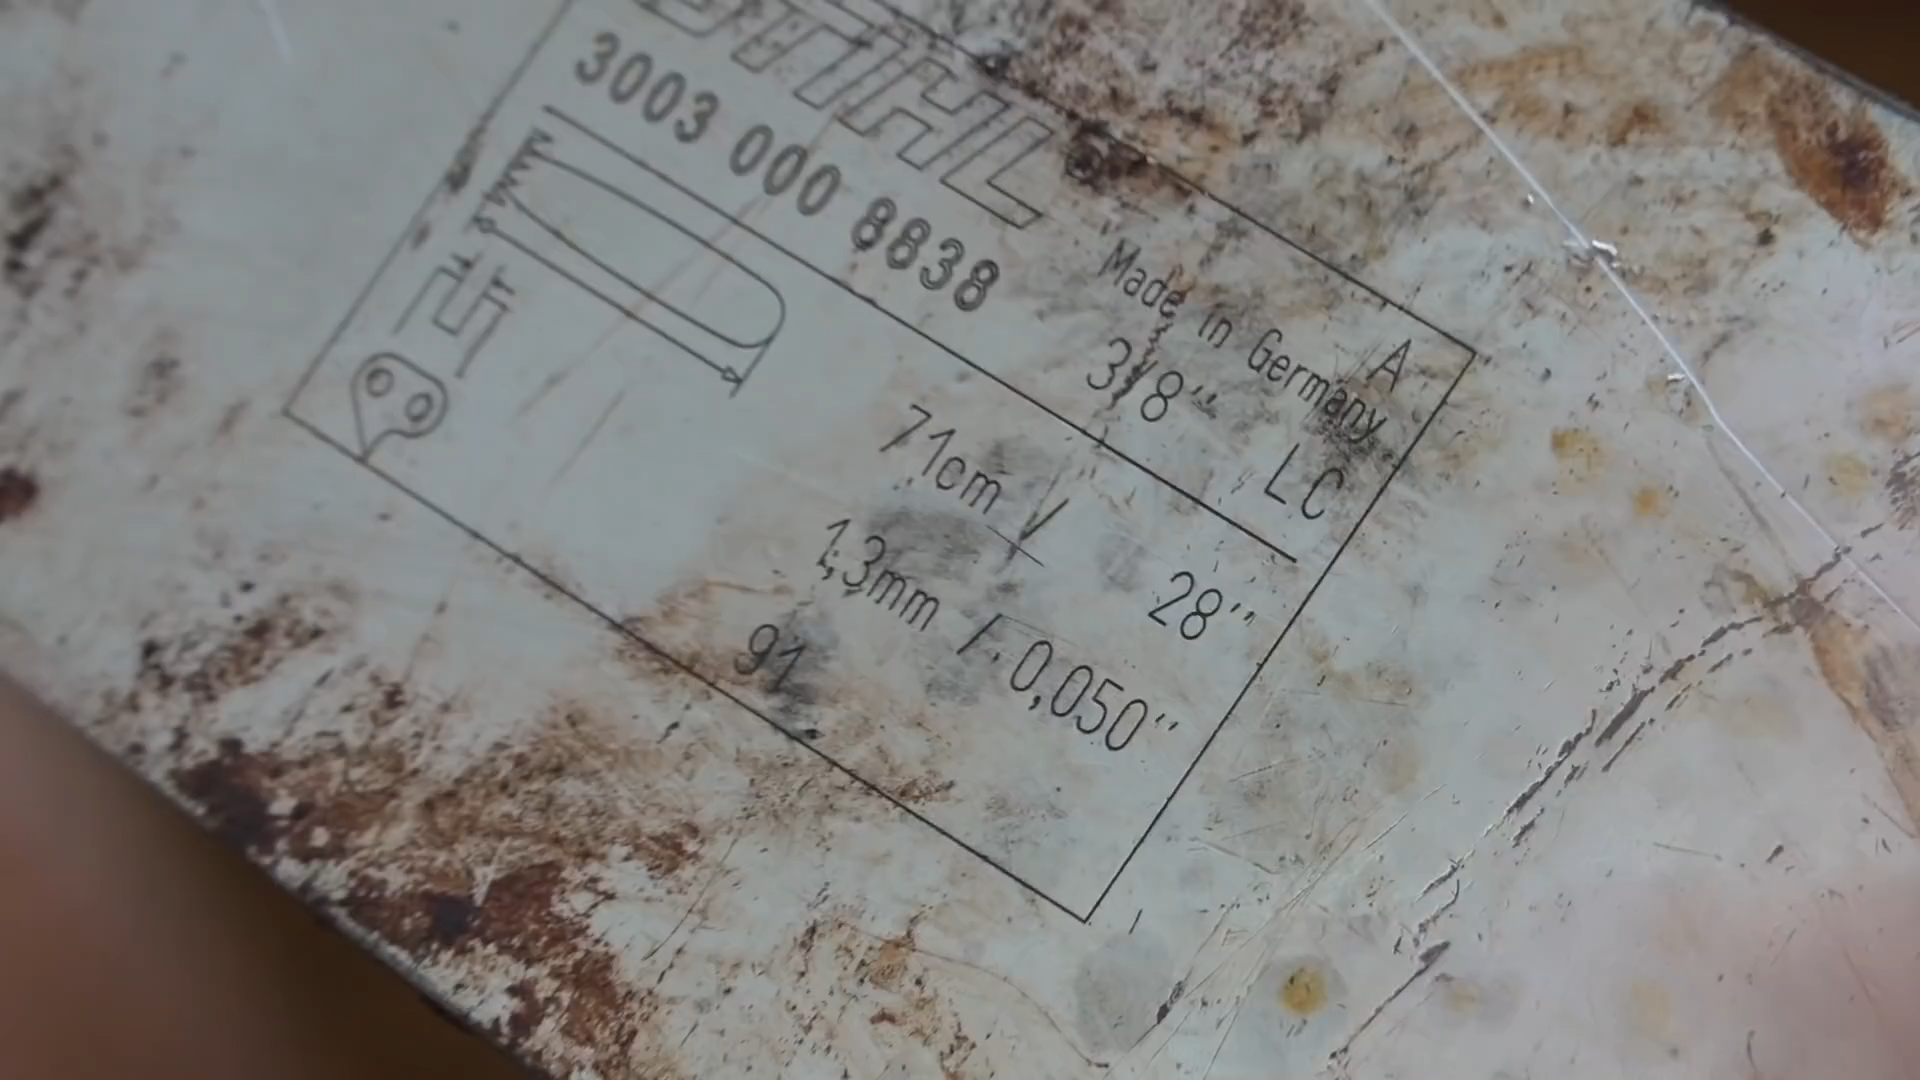 STIHL
Made in Germany A
3003 000 8838 3/8" LC
71cm / 28"
1,3mm / 0,050"
91